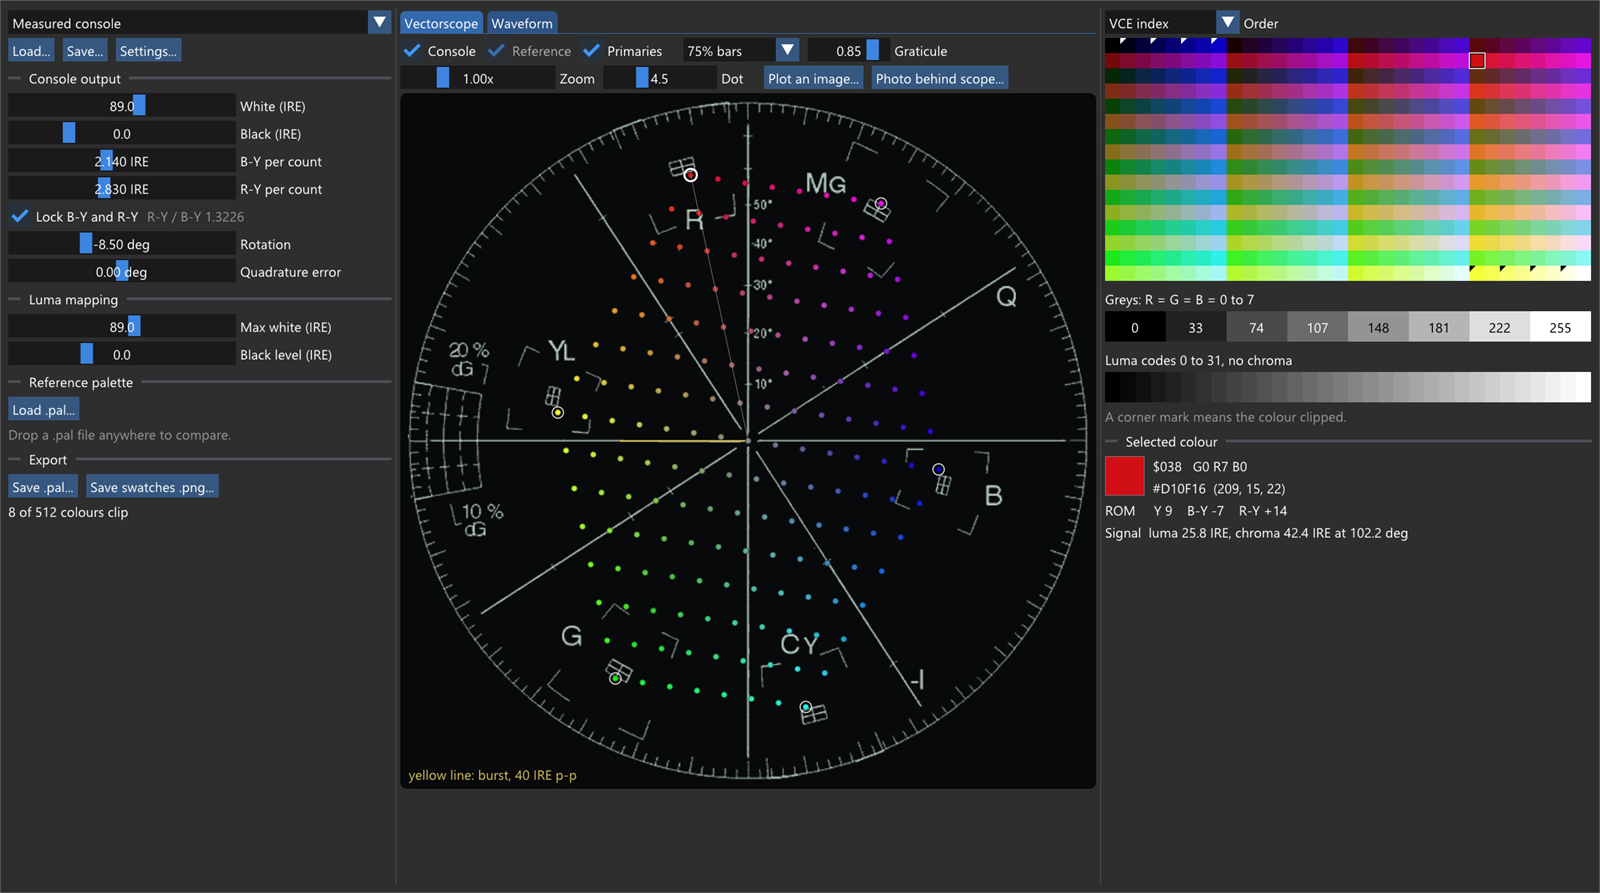 Measured console
Load...
Save...
Settings...
Console output
89.0 White (IRE)
0.0 Black (IRE)
2.140 IRE B-Y per count
2.830 IRE R-Y per count
Lock B-Y and R-Y R-Y / B-Y 1.3226
-8.50 deg Rotation
0.00 deg Quadrature error
Luma mapping
89.0 Max white (IRE)
0.0 Black level (IRE)
Reference palette
Load .pal...
Drop a .pal file anywhere to compare.
Export
Save .pal...
Save swatches .png...
8 of 512 colours clip
Vectorscope
Waveform
Console
Reference
Primaries
75% bars
0.85 Graticule
1.00x Zoom
4.5 Dot
Plot an image...
Photo behind scope...
MG
R
50°
40°
30°
20°
10°
Q
YL
20 %
dG
10 %
dG
B
G
CY
-I
yellow line: burst, 40 IRE p-p
VCE index Order
Greys: R = G = B = 0 to 7
0 33 74 107 148 181 222 255
Luma codes 0 to 31, no chroma
A corner mark means the colour clipped.
Selected colour
$038 G0 R7 B0
#D10F16 (209, 15, 22)
ROM Y 9 B-Y -7 R-Y +14
Signal luma 25.8 IRE, chroma 42.4 IRE at 102.2 deg